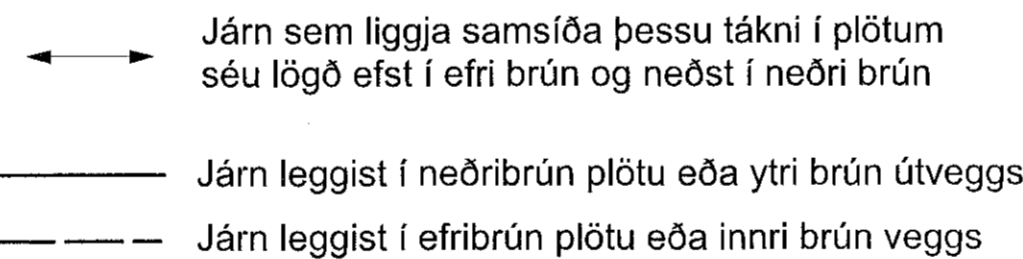 Járn sem liggja samsíða þessu tákni í plötum
séu lögð efst í efri brún og neðst í neðri brún
Járn leggist í neðribrún plötu eða ytri brún útveggs
Járn leggist í efribrún plötu eða innri brún veggs